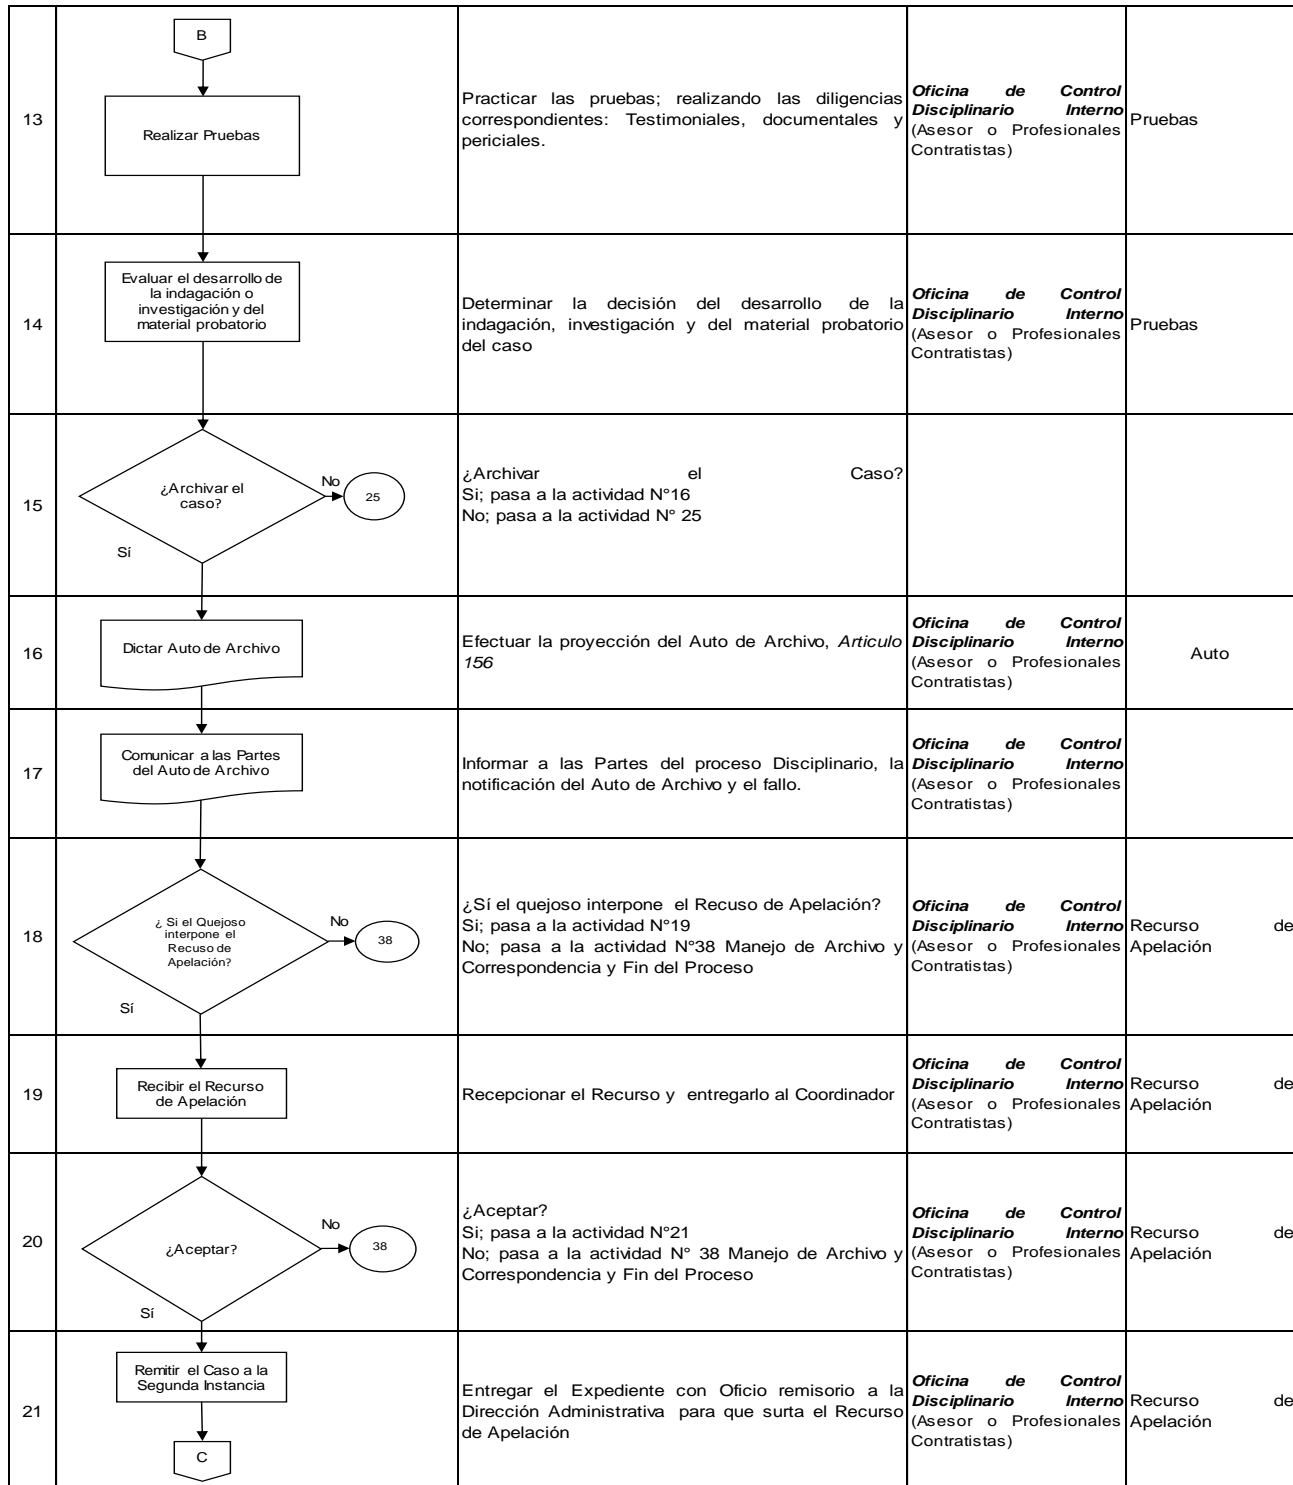 B
13
Realizar Pruebas
Practicar las pruebas; realizando las diligencias
correspondientes: Testimoniales, documentales y
periciales.
Oficina de Control
Disciplinario Interno
(Asesor o Profesionales
Contratistas)
Pruebas
14
Evaluar el desarrollo de
la indagación o
investigación y del
material probatorio
Determinar la decisión del desarrollo de la
indagación, investigación y del material probatorio
del caso
Oficina de Control
Disciplinario Interno
(Asesor o Profesionales
Contratistas)
Pruebas
15
¿Archivar el
caso?
No
25
Sí
¿Archivar el Caso?
Si; pasa a la actividad N°16
No; pasa a la actividad N° 25
16
Dictar Auto de Archivo
Efectuar la proyección del Auto de Archivo, Artículo
156
Oficina de Control
Disciplinario Interno
(Asesor o Profesionales
Contratistas)
Auto
17
Comunicar a las Partes
del Auto de Archivo
Informar a las Partes del proceso Disciplinario, la
notificación del Auto de Archivo y el fallo.
Oficina de Control
Disciplinario Interno
(Asesor o Profesionales
Contratistas)
18
¿ Si el Quejoso
interpone el
Recuso de
Apelación?
No
38
Sí
¿Sí el quejoso interpone el Recuso de Apelación?
Si; pasa a la actividad N°19
No; pasa a la actividad N°38 Manejo de Archivo y
Correspondencia y Fin del Proceso
Oficina de Control
Disciplinario Interno
(Asesor o Profesionales
Contratistas)
Recurso de
Apelación
19
Recibir el Recurso
de Apelación
Recepcionar el Recurso y entregarlo al Coordinador
Oficina de Control
Disciplinario Interno
(Asesor o Profesionales
Contratistas)
Recurso de
Apelación
20
¿Aceptar?
No
38
Sí
¿Aceptar?
Si; pasa a la actividad N°21
No; pasa a la actividad N° 38 Manejo de Archivo y
Correspondencia y Fin del Proceso
Oficina de Control
Disciplinario Interno
(Asesor o Profesionales
Contratistas)
Recurso de
Apelación
21
Remitir el Caso a la
Segunda Instancia
C
Entregar el Expediente con Oficio remisorio a la
Dirección Administrativa para que surta el Recurso
de Apelación
Oficina de Control
Disciplinario Interno
(Asesor o Profesionales
Contratistas)
Recurso de
Apelación